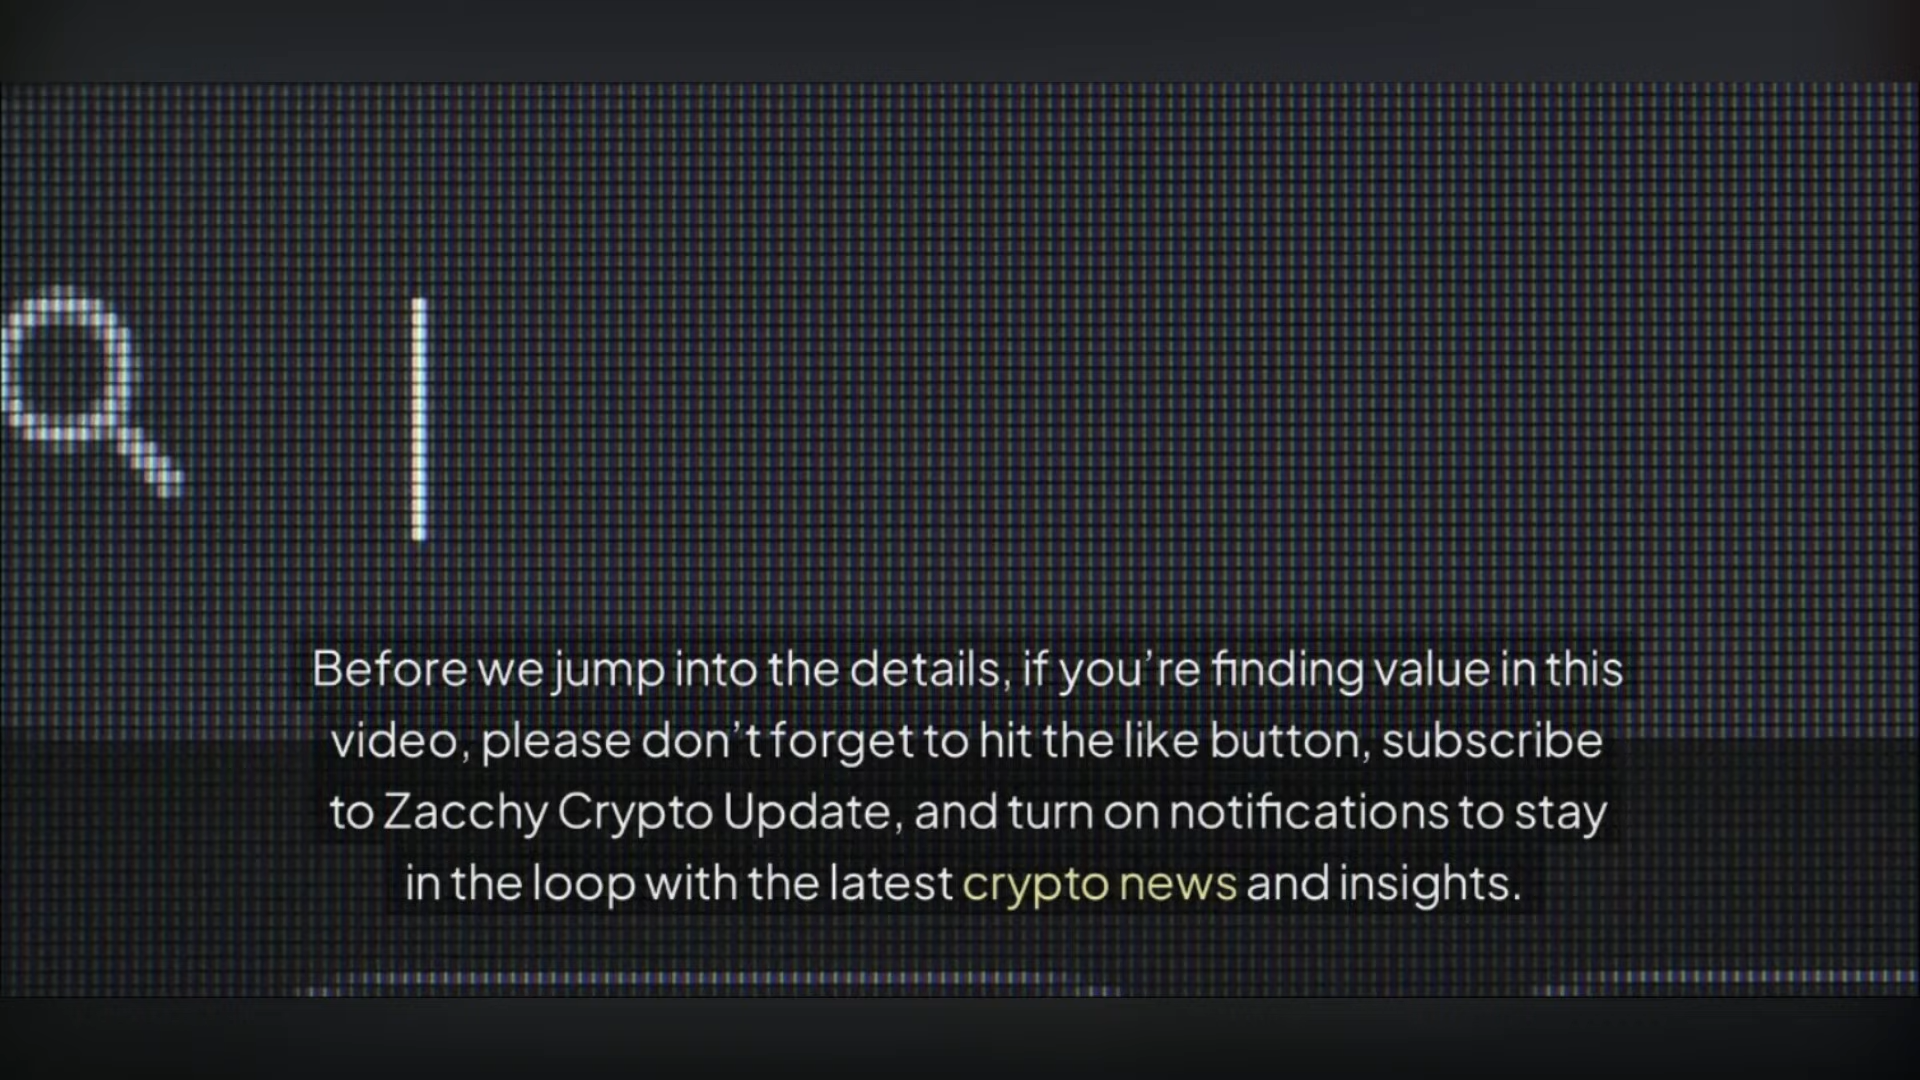 Before we jump into the details, if you’re finding value in this
video, please don’t forget to hit the like button, subscribe
to Zacchy Crypto Update, and turn on notifications to stay
in the loop with the latest crypto news and insights.